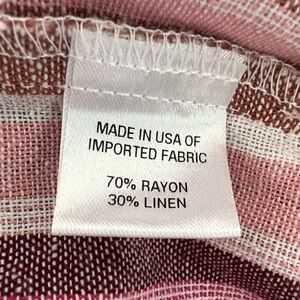 MADE IN USA OF
IMPORTED FABRIC
70% RAYON
30% LINEN